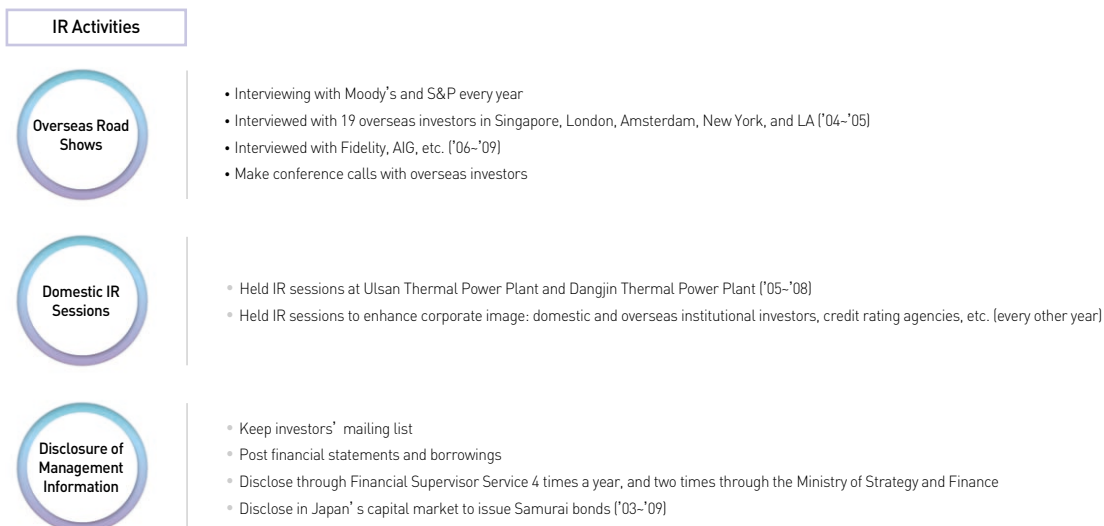 IR Activities
Overseas Road
Shows
• Interviewing with Moody's and S&P every year
• Interviewed with 19 overseas investors in Singapore, London, Amsterdam, New York, and LA ('04~'05)
• Interviewed with Fidelity, AIG, etc. ('06~'09)
• Make conference calls with overseas investors
Domestic IR
Sessions
• Held IR sessions at Ulsan Thermal Power Plant and Dangjin Thermal Power Plant ('05~'08)
• Held IR sessions to enhance corporate image: domestic and overseas institutional investors, credit rating agencies, etc. (every other year)
Disclosure of
Management
Information
• Keep investors' mailing list
• Post financial statements and borrowings
• Disclose through Financial Supervisor Service 4 times a year, and two times through the Ministry of Strategy and Finance
• Disclose in Japan's capital market to issue Samurai bonds ('03~'09)